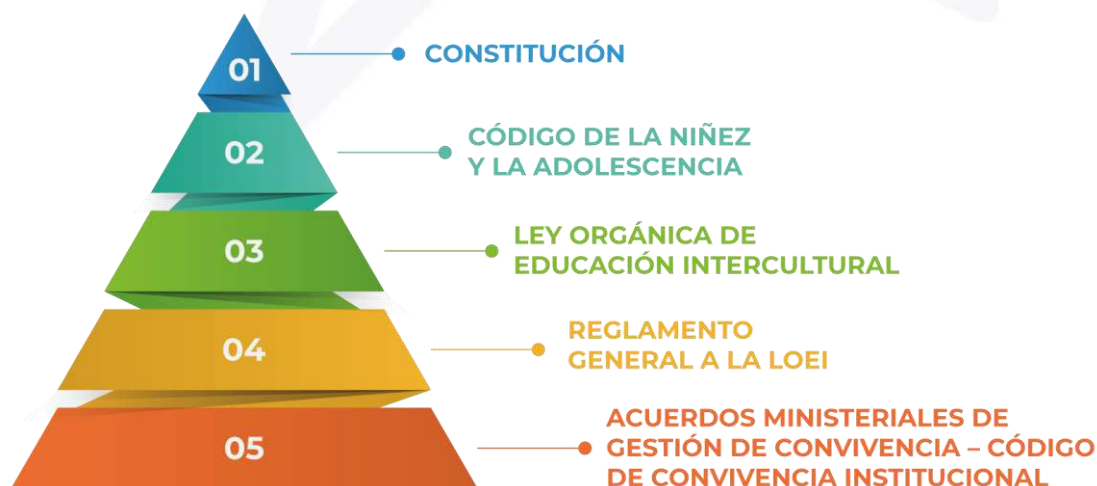 01
CONSTITUCIÓN
02
CÓDIGO DE LA NIÑEZ
Y LA ADOLESCENCIA
03
LEY ORGÁNICA DE
EDUCACIÓN INTERCULTURAL
04
REGLAMENTO
GENERAL A LA LOEI
05
ACUERDOS MINISTERIALES DE
GESTIÓN DE CONVIVENCIA – CÓDIGO
DE CONVIVENCIA INSTITUCIONAL